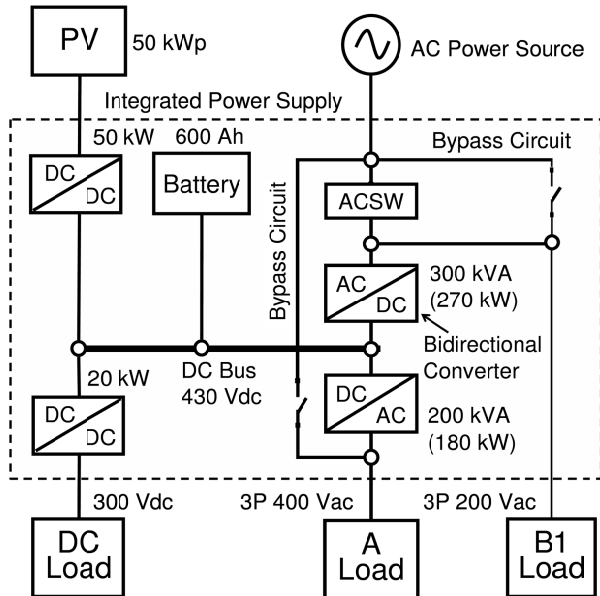 PV
50 kWp
AC Power Source
Integrated Power Supply
50 kW
600 Ah
Bypass Circuit
DC
DC
Battery
Bypass Circuit
ACSW
AC
DC
300 kVA
(270 kW)
Bidirectional
Converter
DC Bus
430 Vdc
20 kW
DC
DC
DC
AC
200 kVA
(180 kW)
300 Vdc
3P 400 Vac
3P 200 Vac
DC
Load
A
Load
B1
Load